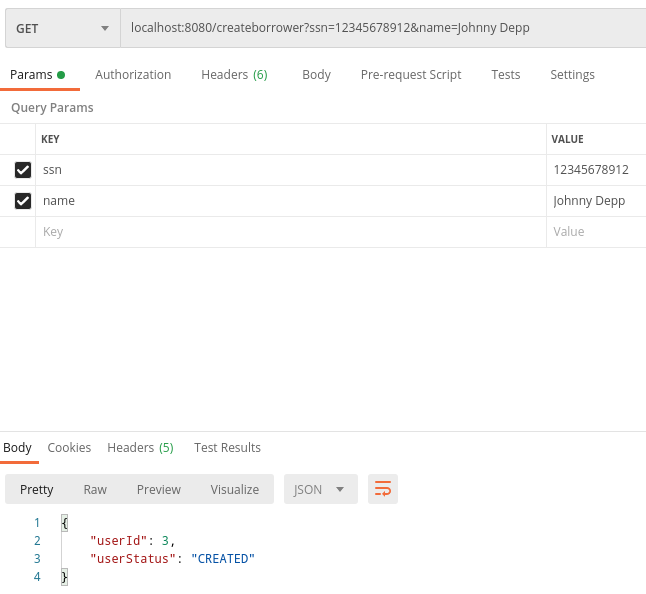 GET localhost:8080/createborrower?ssn=12345678912&name=Johnny Depp
Params Authorization Headers (6) Body Pre-request Script Tests Settings
Query Params
KEY VALUE
ssn 12345678912
name Johnny Depp
Key Value
Body Cookies Headers (5) Test Results
Pretty Raw Preview Visualize JSON
1 {
2 "userId": 3,
3 "userStatus": "CREATED"
4 }